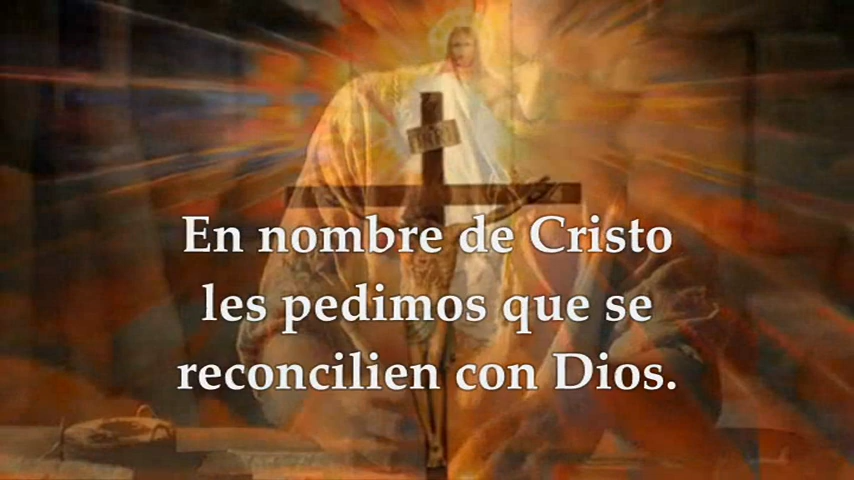 En nombre de Cristo
les pedimos que se
reconcilien con Dios.